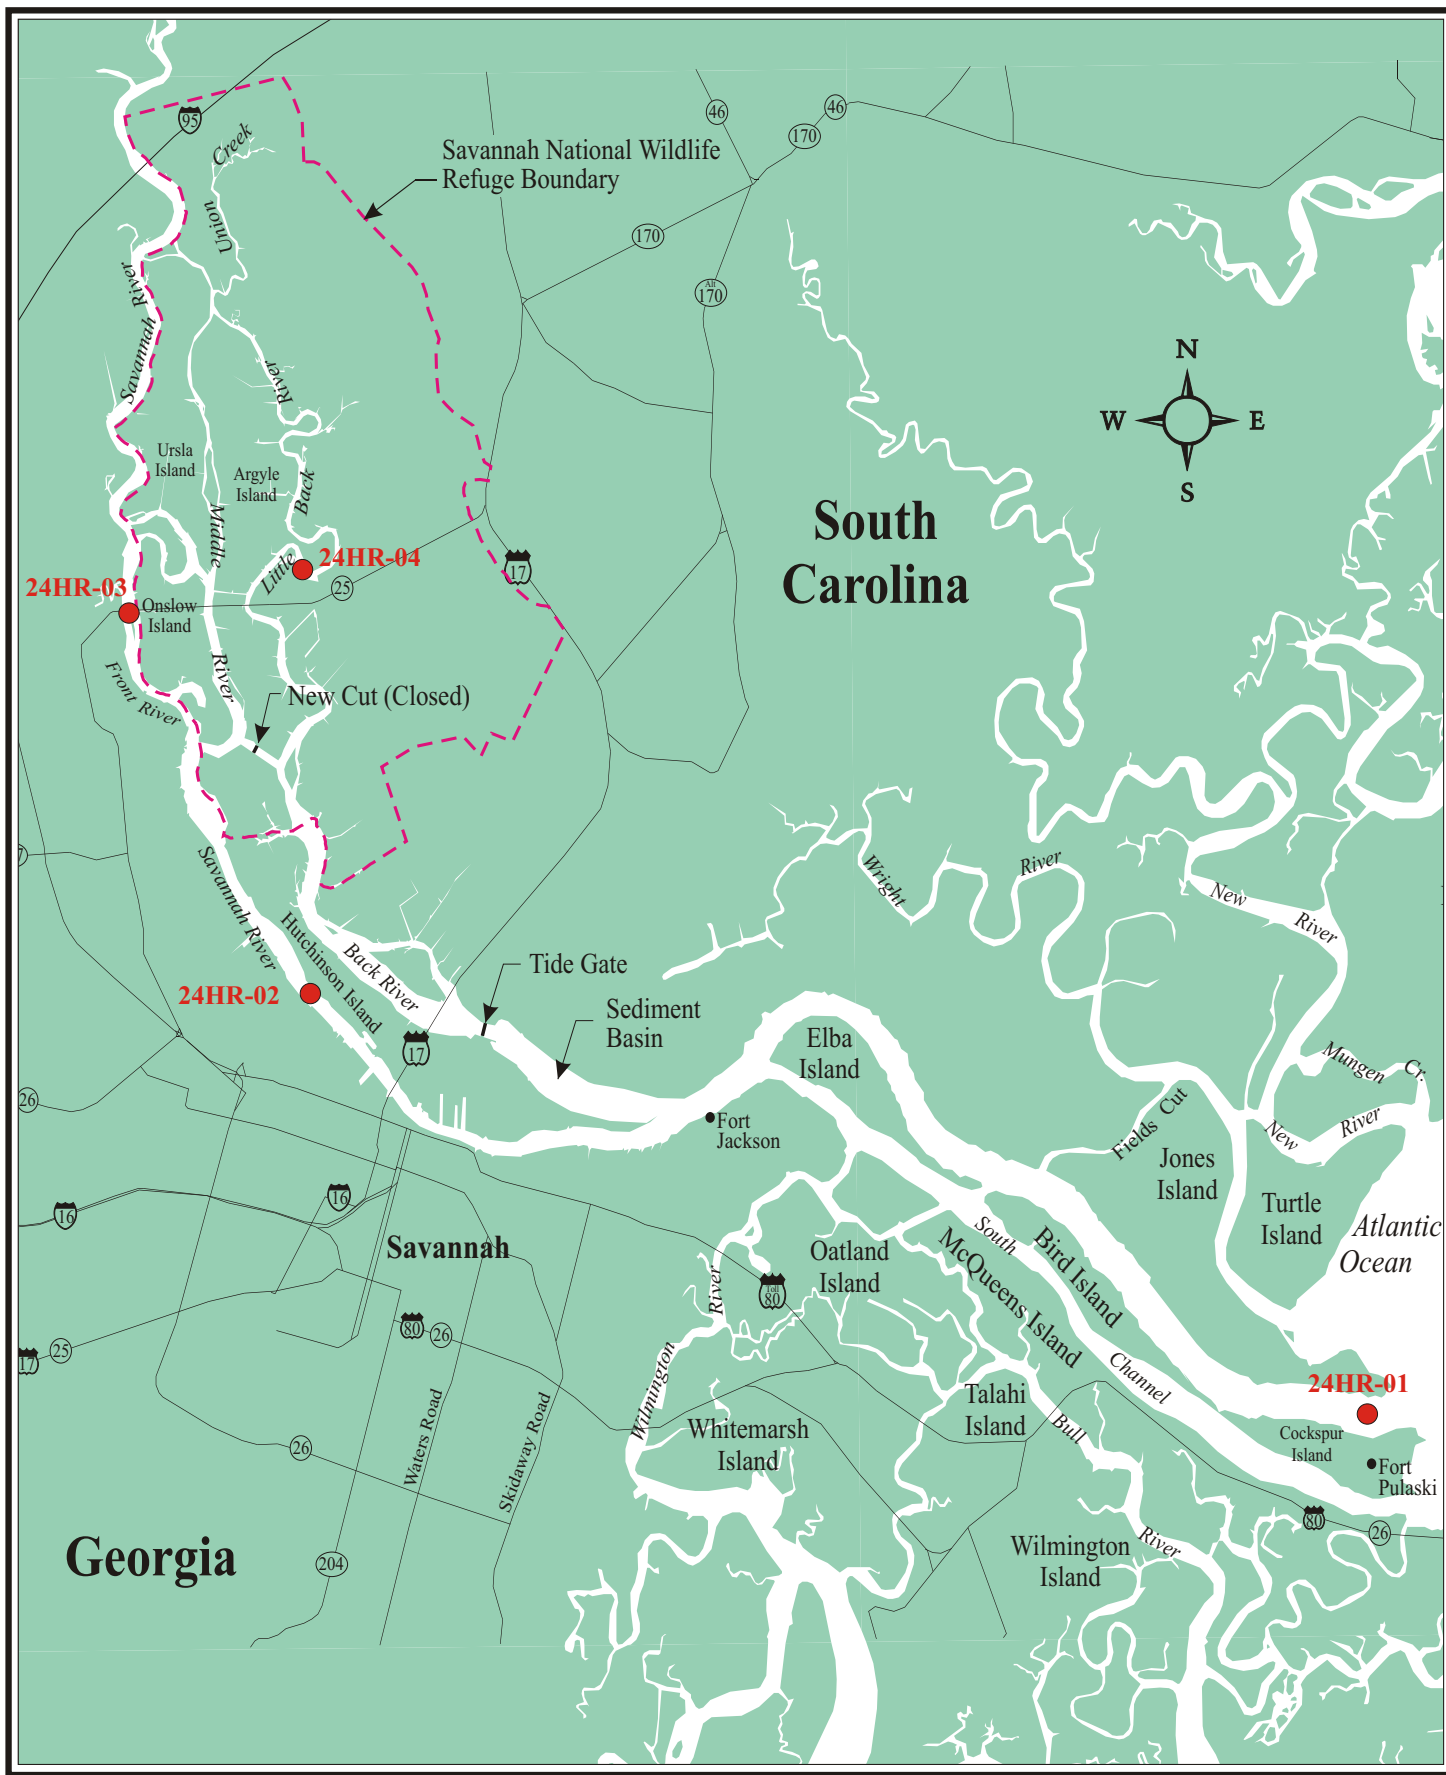 95
Creek
Union
46
170
46
Savannah National Wildlife
Refuge Boundary
170
Alt
170
River
Savannah
River
N
W
E
S
Ursla
Island
Argyle
Island
Back
Middle
South
Carolina
Little
24HR-04
17
25
24HR-03
Onslow
Island
River
Front River
New Cut (Closed)
Savannah River
Wright
River
New
River
Hutchinson Island
Back River
24HR-02
Tide Gate
Sediment
Basin
17
Elba
Island
Mungen
Cr.
26
Fort
Jackson
Fields Cut
New
River
Jones
Island
Turtle
Island
Atlantic
Ocean
16
16
Savannah
South
Bird Island
McQueens Island
Oatland
Island
River
Toll
80
80
26
17
25
Wilmington
Channel
24HR-01
Talahi
Island
Bull
Whitemarsh
Island
Cockspur
Island
Fort
Pulaski
Waters Road
Skidaway Road
26
80
26
River
Wilmington
Island
Georgia
204